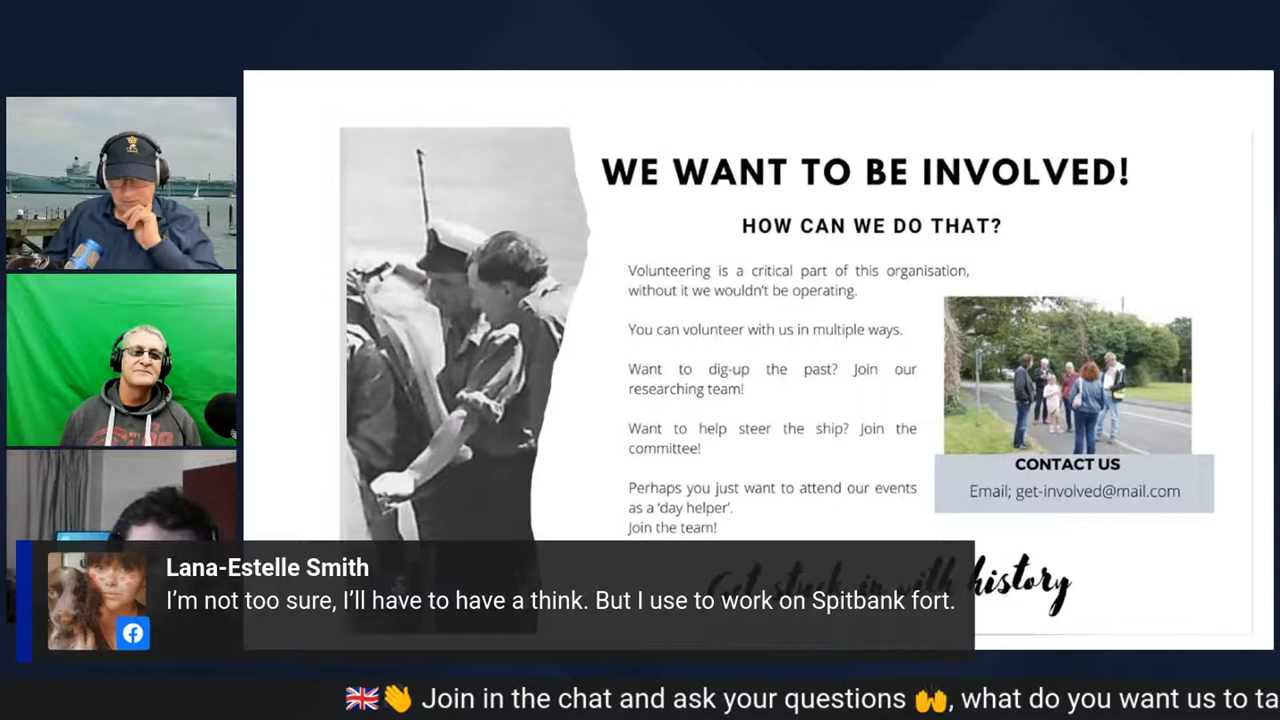 WE WANT TO BE INVOLVED!
HOW CAN WE DO THAT?
Volunteering is a critical part of this organisation,
without it we wouldn't be operating.
You can volunteer with us in multiple ways.
Want to dig-up the past? Join our
researching team!
Want to help steer the ship? Join the
committee!
Perhaps you just want to attend our events
as a 'day helper'.
Join the team!
CONTACT US
Email; get-involved@mail.com
Get stuck in with history
Lana-Estelle Smith
I'm not too sure, I'll have to have a think. But I use to work on Spitbank fort.
🇬🇧👋 Join in the chat and ask your questions 🙌, what do you want us to ta